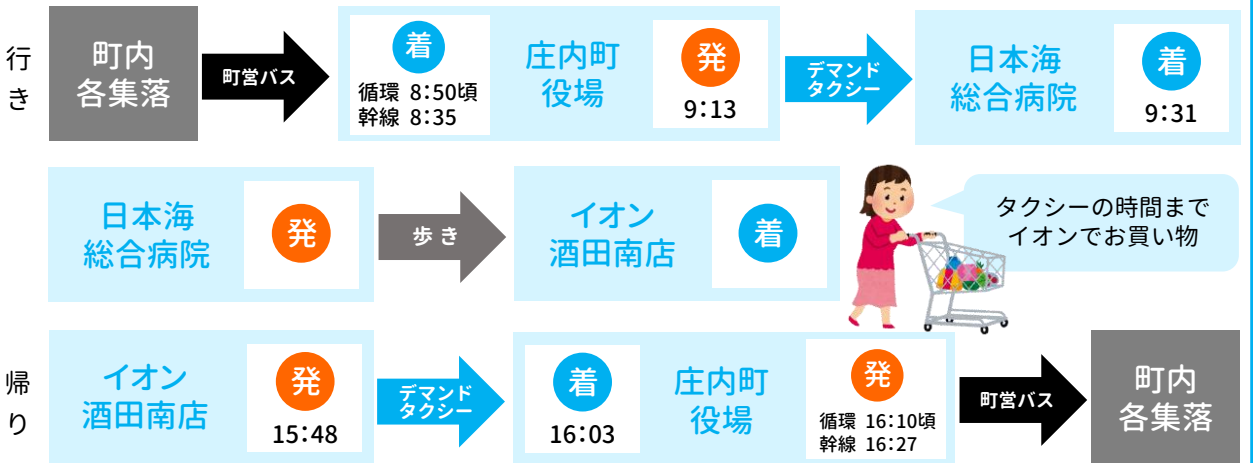 行き
町内
各集落
町営バス
着
循環 8:50頃
幹線 8:35
庄内町
役場
発
9:13
デマンド
タクシー
日本海
総合病院
着
9:31
日本海
総合病院
発
歩き
イオン
酒田南店
着
タクシーの時間まで
イオンでお買い物
帰り
イオン
酒田南店
発
15:48
デマンド
タクシー
着
16:03
庄内町
役場
発
循環 16:10頃
幹線 16:27
町営バス
町内
各集落